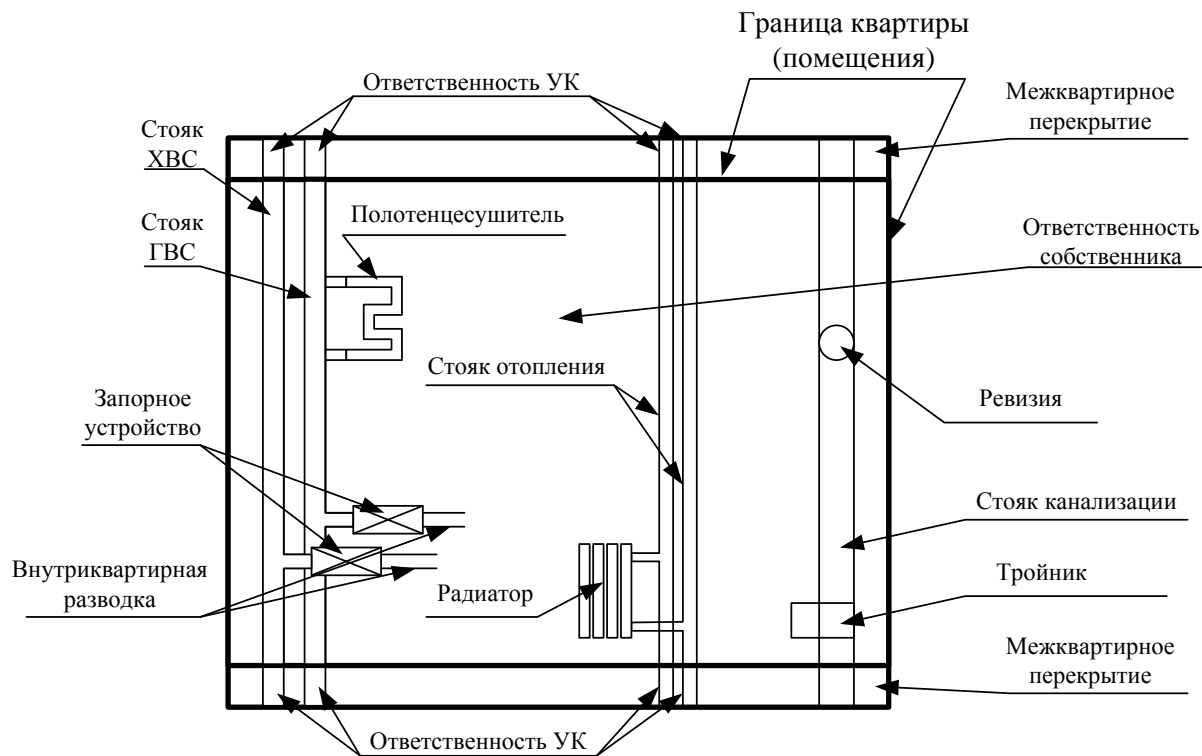 Граница квартиры
(помещения)
Ответственность УК
Межквартирное
перекрытие
Стояк
ХВС
Полотенцесушитель
Стояк
ГВС
Ответственность
собственника
Стояк отопления
Запорное
устройство
Ревизия
Стояк канализации
Внутриквартирная
разводка
Радиатор
Тройник
Межквартирное
перекрытие
Ответственность УК